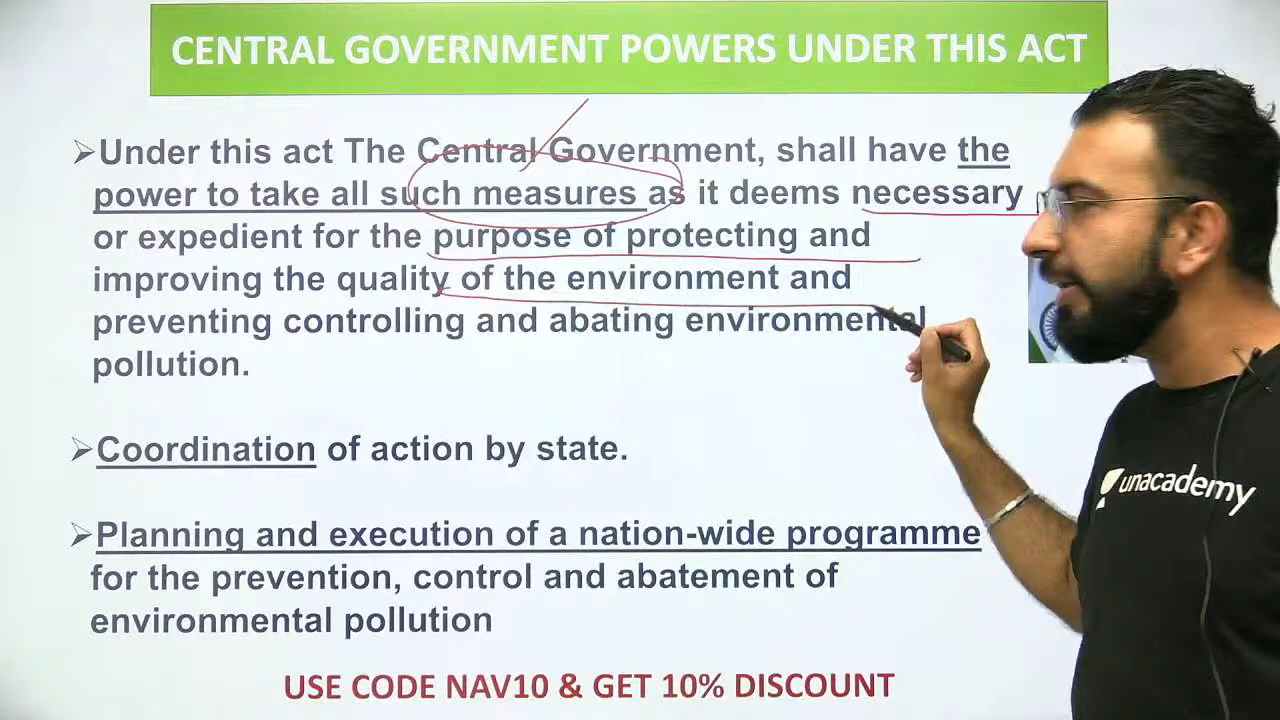 CENTRAL GOVERNMENT POWERS UNDER THIS ACT
➢Under this act The Central Government, shall have the
power to take all such measures as it deems necessary
or expedient for the purpose of protecting and
improving the quality of the environment and
preventing controlling and abating environmental
pollution.
➢Coordination of action by state.
➢Planning and execution of a nation-wide programme
for the prevention, control and abatement of
environmental pollution
USE CODE NAV10 & GET 10% DISCOUNT
unacademy